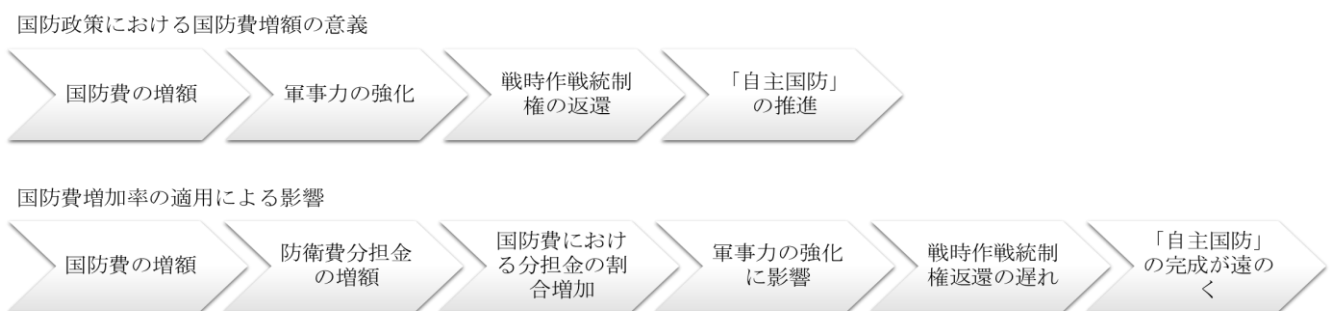 国防政策における国防費増額の意義
国防費の増額
軍事力の強化
戦時作戦統制
権の返還
「自主国防」
の推進
国防費増加率の適用による影響
国防費の増額
防衛費分担金
の増額
国防費におけ
る分担金の割
合増加
軍事力の強化
に影響
戦時作戦統制
権返還の遅れ
「自主国防」
の完成が遠の
く